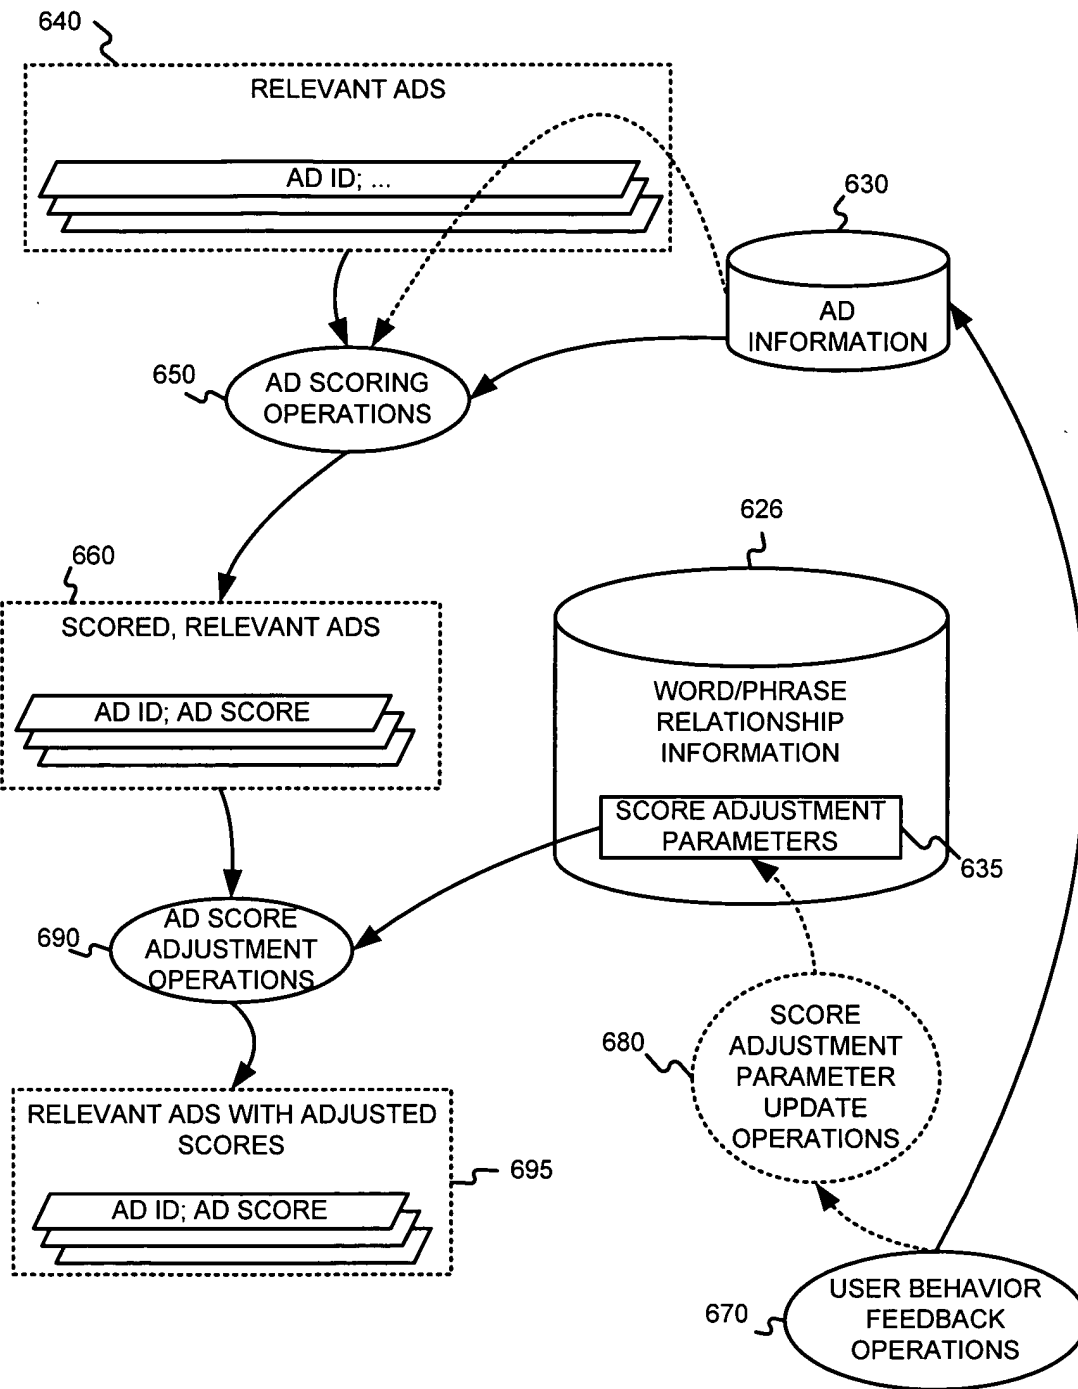 640
RELEVANT ADS
AD ID; ...
630
AD
INFORMATION
650
AD SCORING
OPERATIONS
626
660
SCORED, RELEVANT ADS
AD ID; AD SCORE
WORD/PHRASE
RELATIONSHIP
INFORMATION
SCORE ADJUSTMENT
PARAMETERS
635
690
AD SCORE
ADJUSTMENT
OPERATIONS
680
SCORE
ADJUSTMENT
PARAMETER
UPDATE
OPERATIONS
RELEVANT ADS WITH ADJUSTED
SCORES
AD ID; AD SCORE
695
670
USER BEHAVIOR
FEEDBACK
OPERATIONS